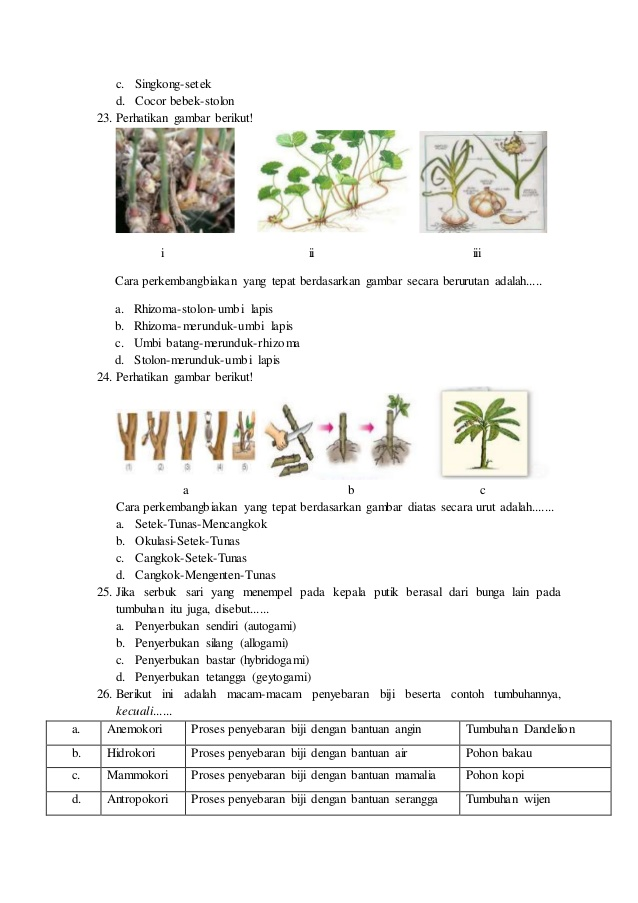 c. Singkong-setek
d. Cocor bebek-stolon
23. Perhatikan gambar berikut!
i ii iii
Cara perkembangbiakan yang tepat berdasarkan gambar secara berurutan adalah.....
a. Rhizoma-stolon-umbi lapis
b. Rhizoma-merunduk-umbi lapis
c. Umbi batang-merunduk-rhizoma
d. Stolon-merunduk-umbi lapis
24. Perhatikan gambar berikut!
(1) (2) (3) (4) (5)
a b c
Cara perkembangbiakan yang tepat berdasarkan gambar diatas secara urut adalah.......
a. Setek-Tunas-Mencangkok
b. Okulasi-Setek-Tunas
c. Cangkok-Setek-Tunas
d. Cangkok-Mengenten-Tunas
25. Jika serbuk sari yang menempel pada kepala putik berasal dari bunga lain pada
tumbuhan itu juga, disebut......
a. Penyerbukan sendiri (autogami)
b. Penyerbukan silang (allogami)
c. Penyerbukan bastar (hybridogami)
d. Penyerbukan tetangga (geytogami)
26. Berikut ini adalah macam-macam penyebaran biji beserta contoh tumbuhannya,
kecuali......
a. Anemokori Proses penyebaran biji dengan bantuan angin Tumbuhan Dandelion
b. Hidrokori Proses penyebaran biji dengan bantuan air Pohon bakau
c. Mammokori Proses penyebaran biji dengan bantuan mamalia Pohon kopi
d. Antropokori Proses penyebaran biji dengan bantuan serangga Tumbuhan wijen